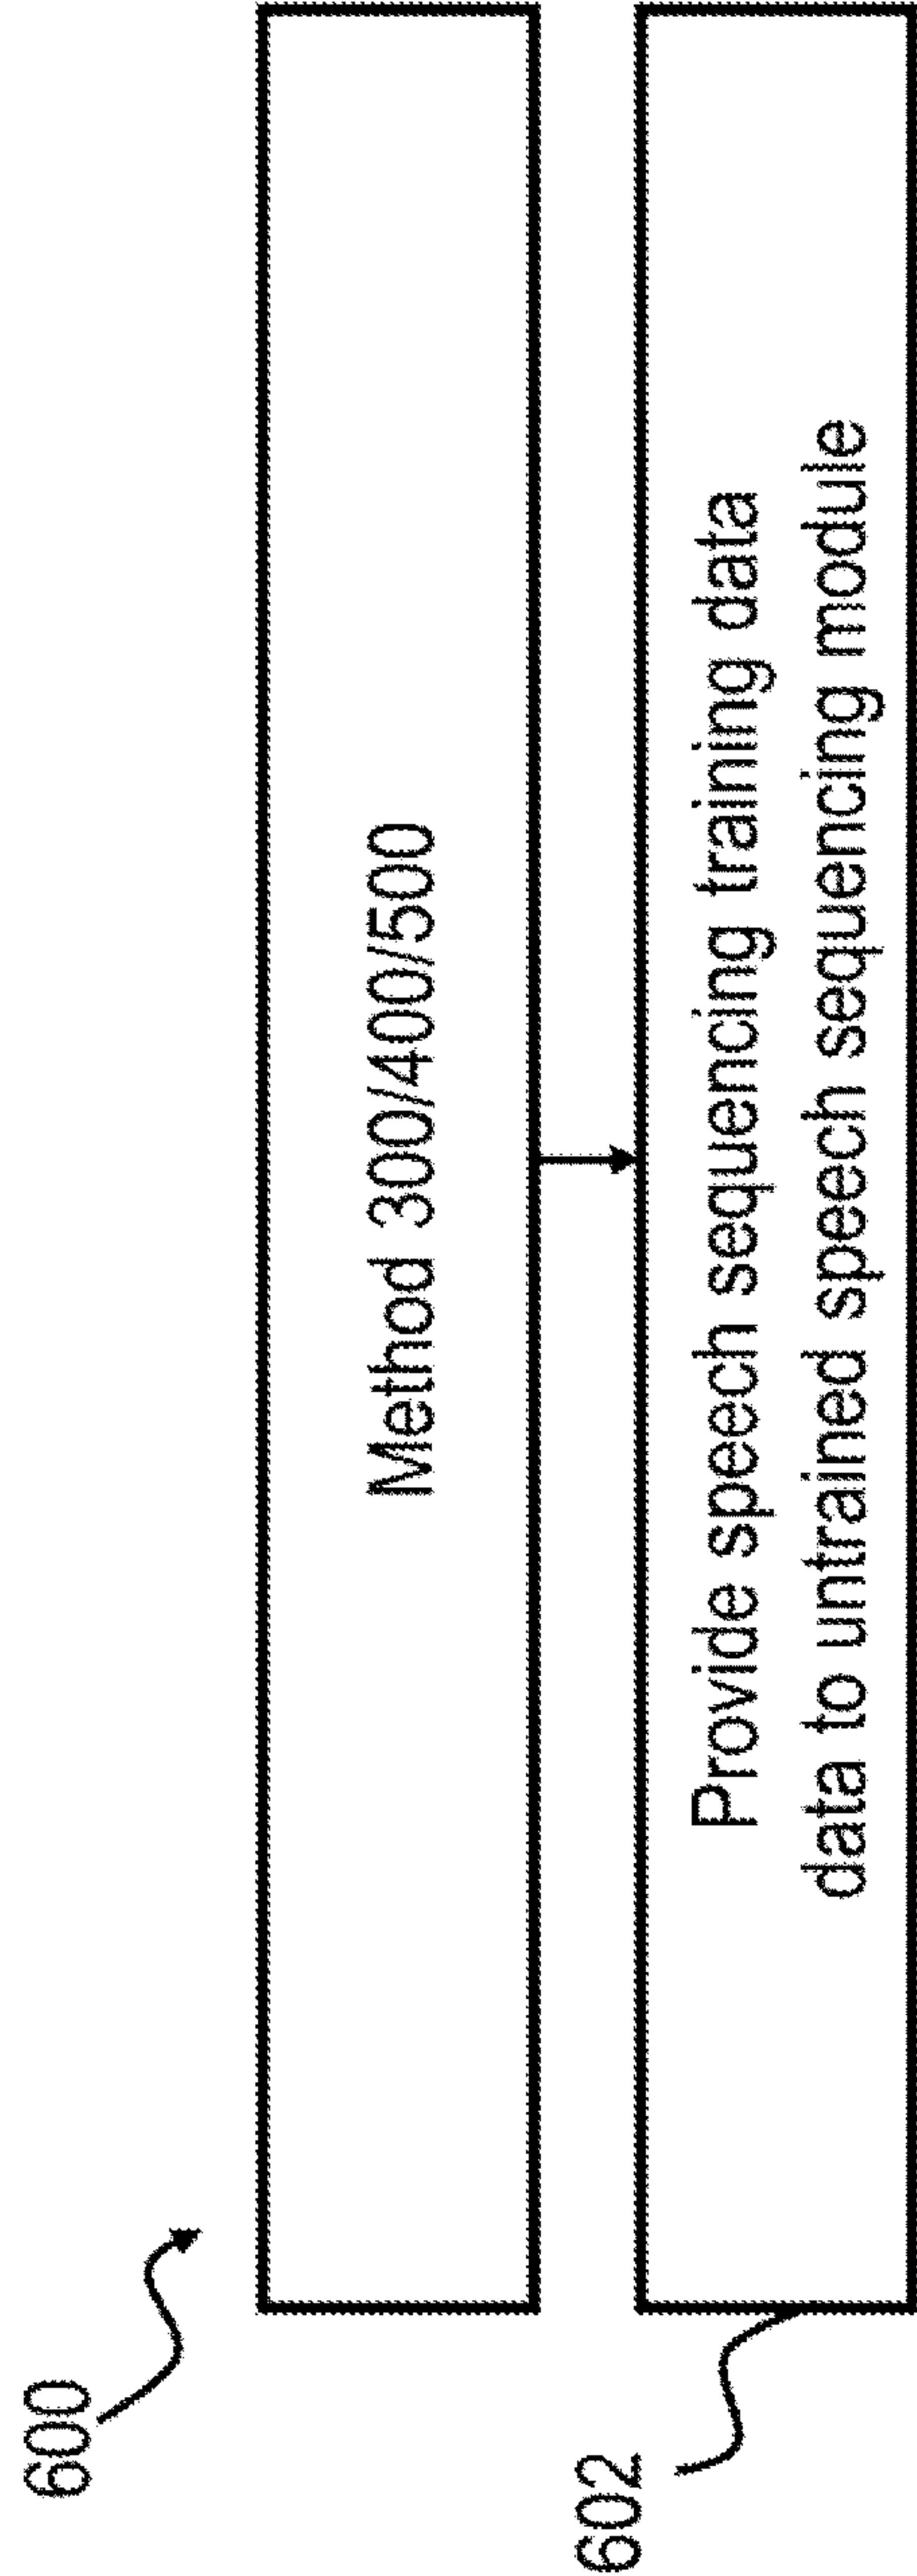 600
Method 300/400/500
602
Provide speech sequencing training data
data to untrained speech sequencing module